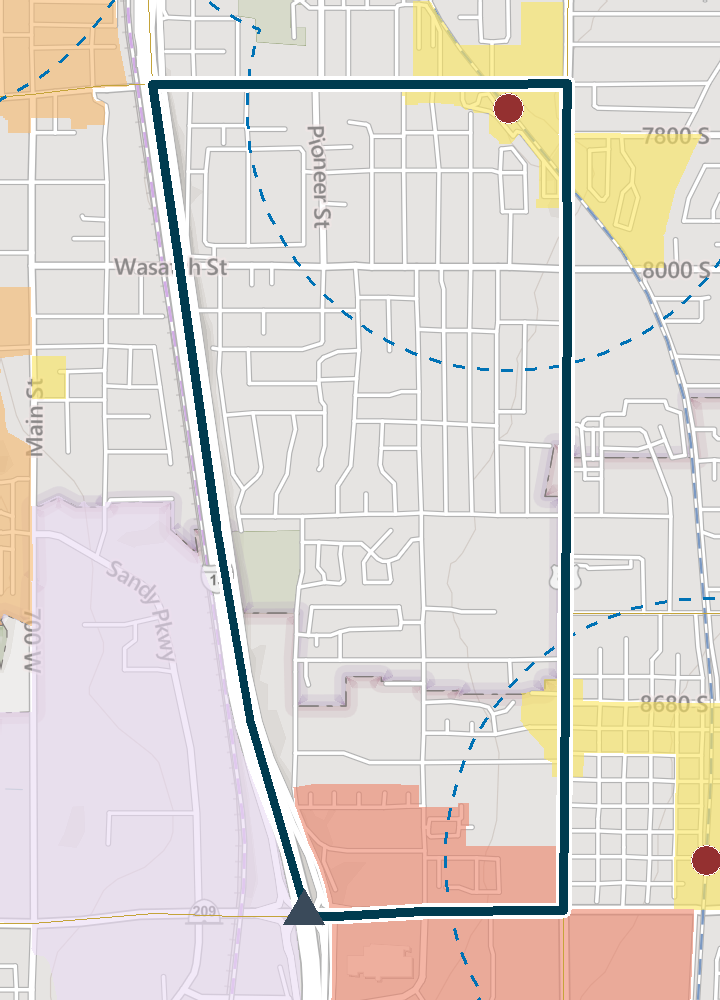 7800 S
Pioneer St
Wasatch St
8000 S
Main St
Sandy Pkwy
700 W
8680 S
209